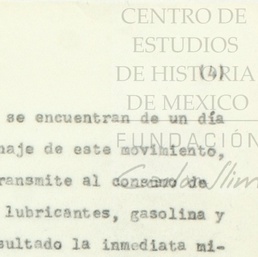 CENTRO DE
ESTUDIOS
DE HISTORIA
(4)
DE MEXICO
se encuentran de un día
FUNDACIÓN
naje de este movimiento,
ransmite al consumo de
lubricantes, gasolina y
sultado la inmediata mi-